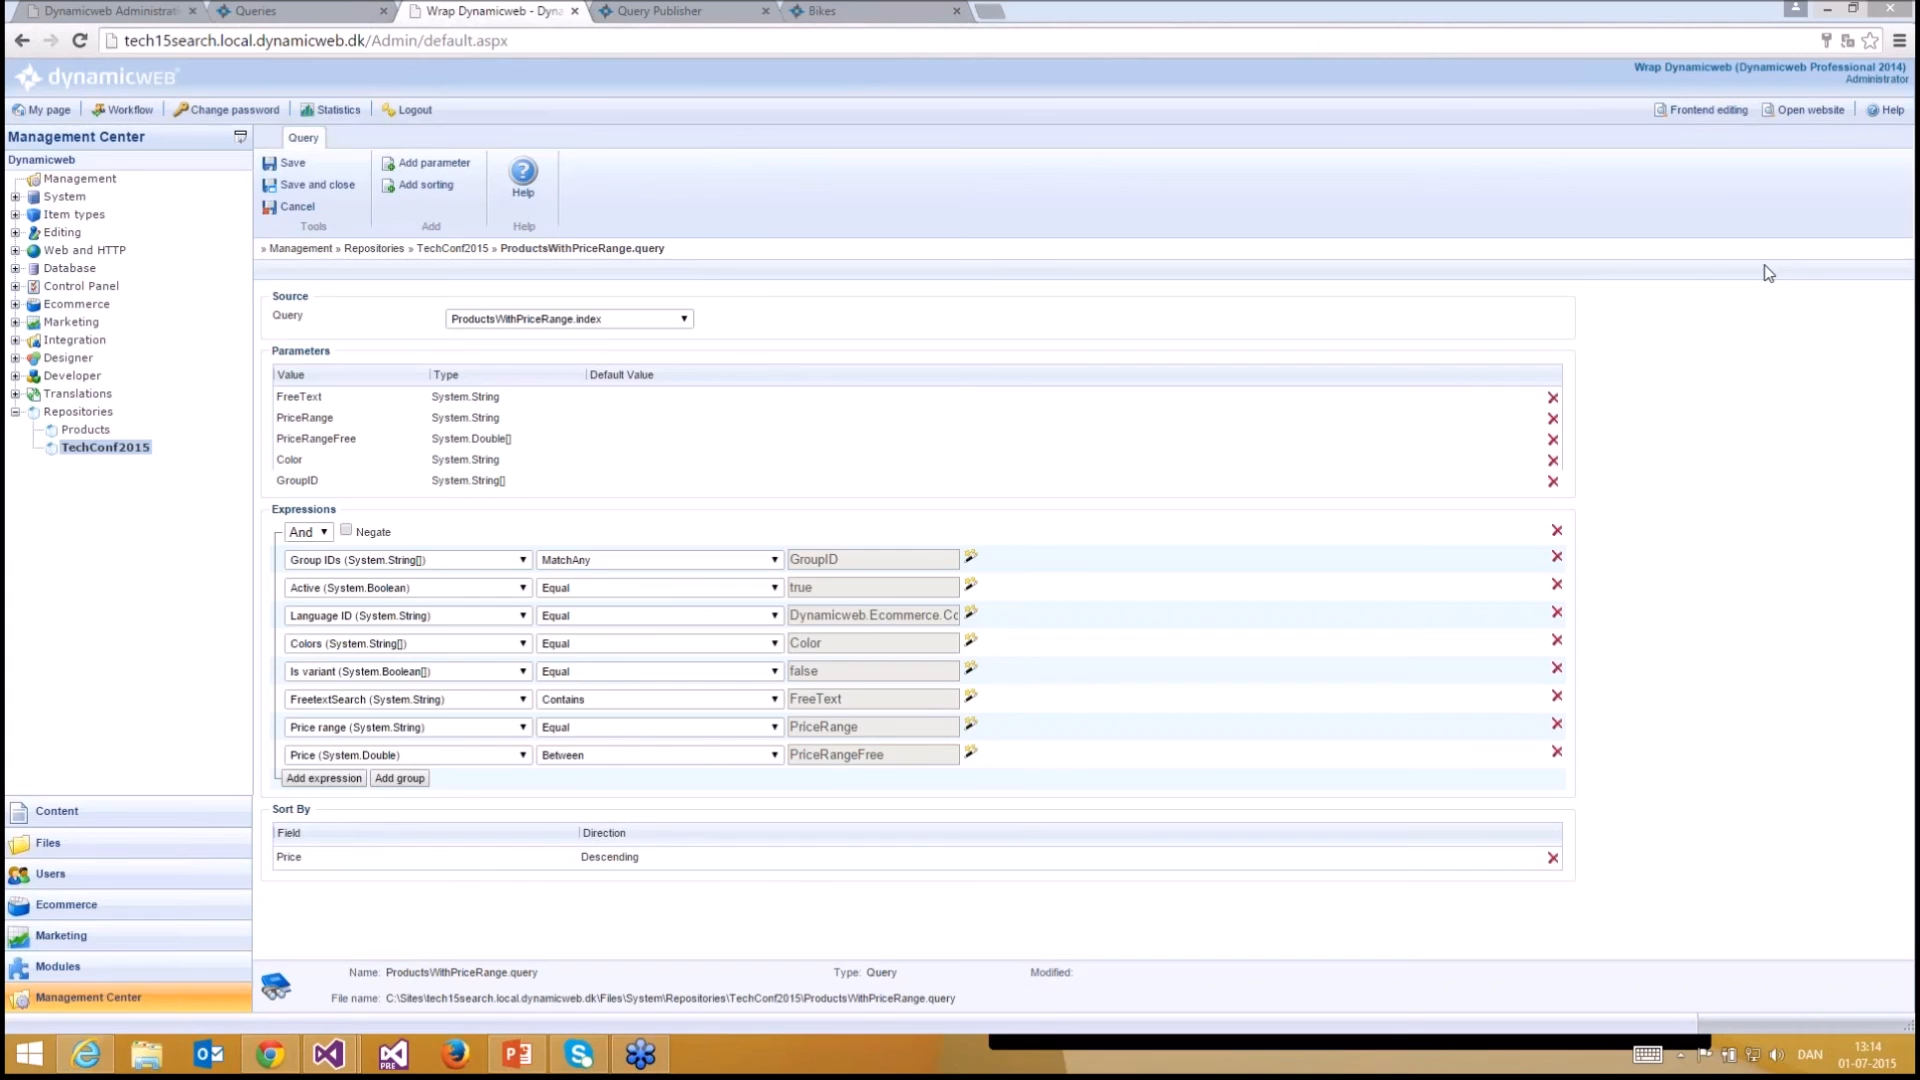 Dynamicweb Administrati
Queries
Wrap Dynamicweb - Dyna
Query Publisher
Bikes
tech15search.local.dynamicweb.dk/Admin/default.aspx
dynamicweb
Wrap Dynamicweb (Dynamicweb Professional 2014)
Administrator
My page
Workflow
Change password
Statistics
Logout
Frontend editing
Open website
Help
Management Center
Dynamicweb
Management
System
Item types
Editing
Web and HTTP
Database
Control Panel
Ecommerce
Marketing
Integration
Designer
Developer
Translations
Repositories
Products
TechConf2015
Content
Files
Users
Ecommerce
Marketing
Modules
Management Center
Query
Save
Save and close
Cancel
Tools
Add parameter
Add sorting
Add
Help
Help
» Management » Repositories » TechConf2015 » ProductsWithPriceRange.query
Source
Query ProductsWithPriceRange.index
Parameters
Value Type Default Value
FreeText System.String
PriceRange System.String
PriceRangeFree System.Double[]
Color System.String
GroupID System.String[]
Expressions
And Negate
Group IDs (System.String[]) MatchAny GroupID
Active (System.Boolean) Equal true
Language ID (System.String) Equal Dynamicweb.Ecommerce.Co
Colors (System.String[]) Equal Color
Is variant (System.Boolean[]) Equal false
FreetextSearch (System.String) Contains FreeText
Price range (System.String) Equal PriceRange
Price (System.Double) Between PriceRangeFree
Add expression Add group
Sort By
Field Direction
Price Descending
Name: ProductsWithPriceRange.query Type: Query Modified:
File name: C:\Sites\tech15search.local.dynamicweb.dk\Files\System\Repositories\TechConf2015\ProductsWithPriceRange.query
DAN
13:14
01-07-2015